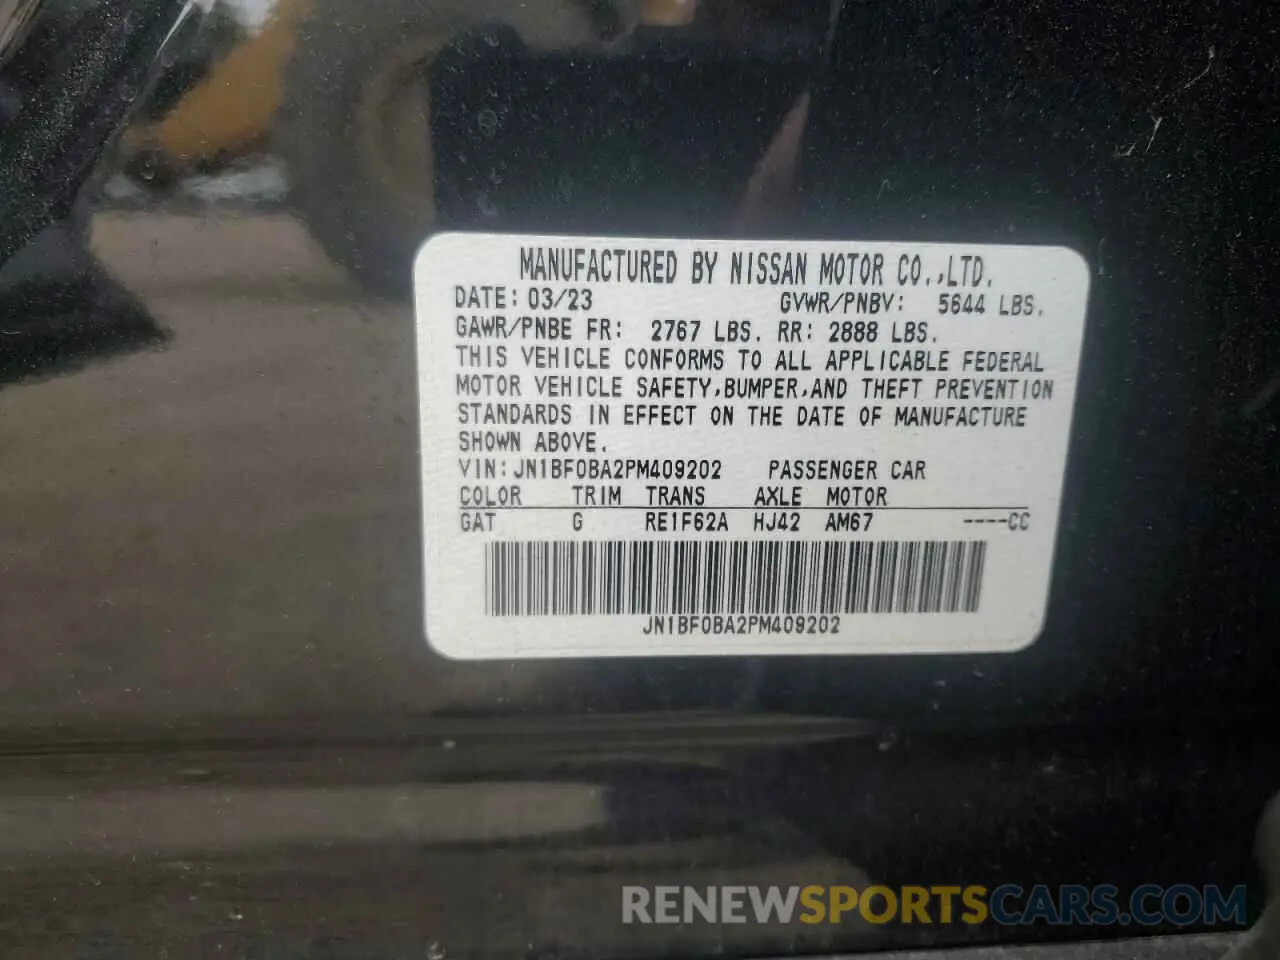 MANUFACTURED BY NISSAN MOTOR CO.,LTD.
DATE: 03/23 GVWR/PNBV: 5644 LBS.
GAWR/PNBE FR: 2767 LBS. RR: 2888 LBS.
THIS VEHICLE CONFORMS TO ALL APPLICABLE FEDERAL
MOTOR VEHICLE SAFETY,BUMPER,AND THEFT PREVENTION
STANDARDS IN EFFECT ON THE DATE OF MANUFACTURE
SHOWN ABOVE.
VIN:JN1BF0BA2PM409202 PASSENGER CAR
COLOR TRIM TRANS AXLE MOTOR
GAT G RE1F62A HJ42 AM67 ----CC
JN1BF0BA2PM409202
RENEWSPORTSCARS.COM